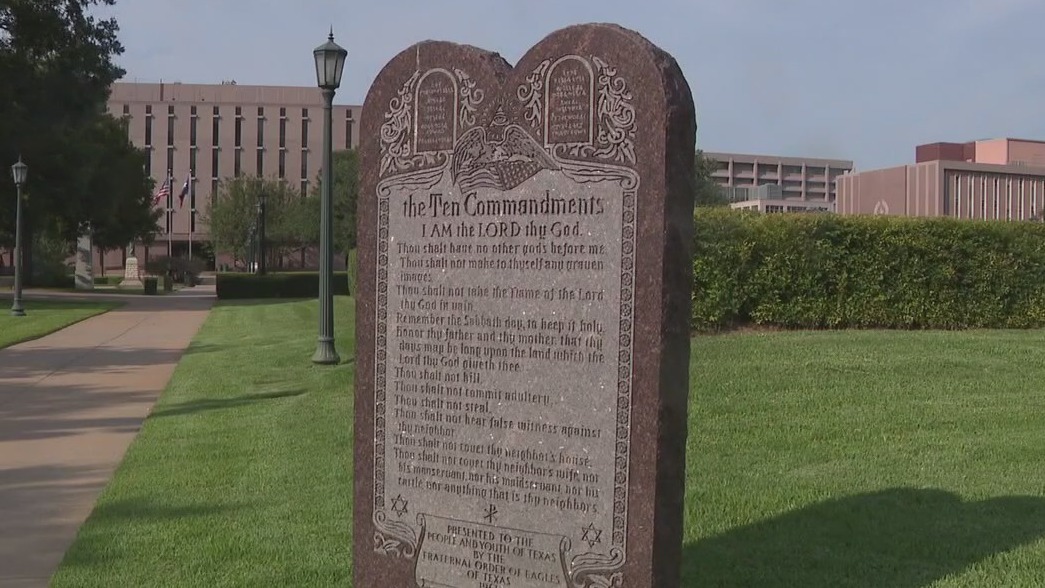 the Ten Commandments
I AM the LORD thy God.
Thou shalt have no other gods before me.
Thou shalt not make to thyself any graven
images.
Thou shalt not take the Name of the Lord
thy God in vain.
Remember the Sabbath day, to keep it holy.
Honor thy father and thy mother, that thy
days may be long upon the land which the
Lord thy God giveth thee.
Thou shalt not kill.
Thou shalt not commit adultery.
Thou shalt not steal.
Thou shalt not bear false witness against
thy neighbor.
Thou shalt not covet thy neighbor's house.
Thou shalt not covet thy neighbor's wife, nor
his manservant, nor his maidservant, nor his
cattle, nor anything that is thy neighbor's.
PRESENTED TO THE
PEOPLE AND YOUTH OF TEXAS
BY THE
FRATERNAL ORDER OF EAGLES
OF TEXAS